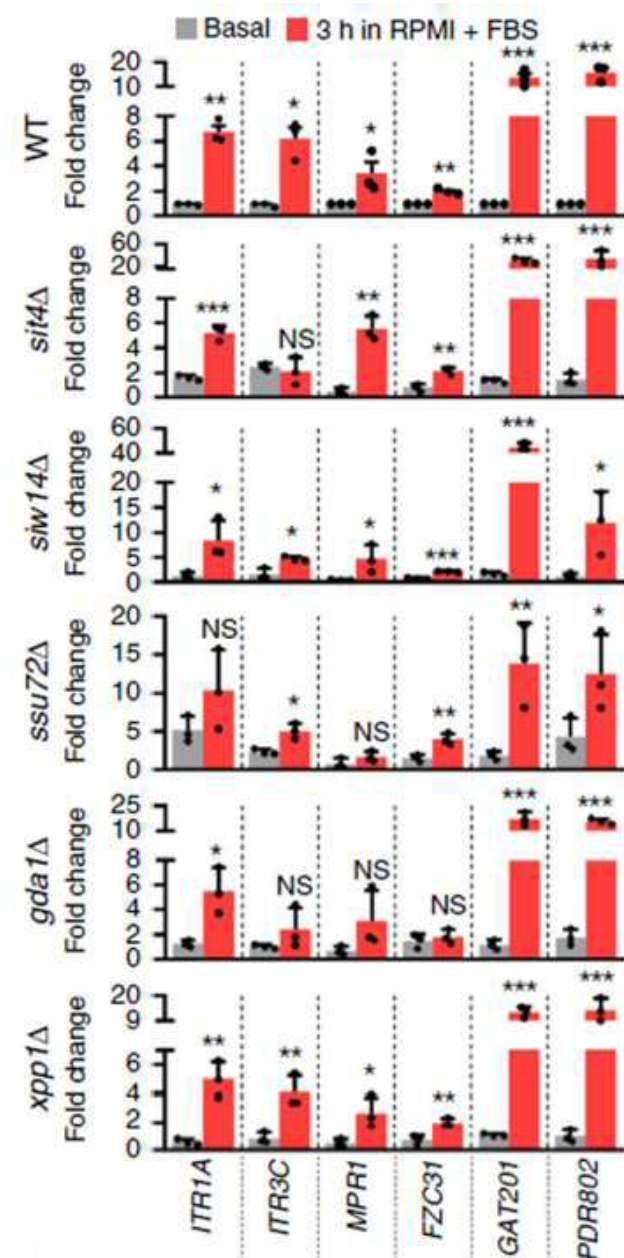 Basal 3 h in RPMI + FBS
WT
Fold change
20
10
8
6
4
2
0
** * * ** *** ***
sit4Δ
Fold change
60
20
8
6
4
2
0
*** NS ** ** *** ***
siw14Δ
Fold change
60
40
20
15
10
5
0
* * * *** *** *
ssu72Δ
Fold change
20
15
10
5
0
NS * NS ** ** *
gda1Δ
Fold change
25
10
8
6
4
2
0
* NS NS NS *** ***
xpp1Δ
Fold change
20
9
6
4
2
0
** ** * ** *** ***
ITR1A ITR3C MPR1 FZC31 GAT201 PDR802